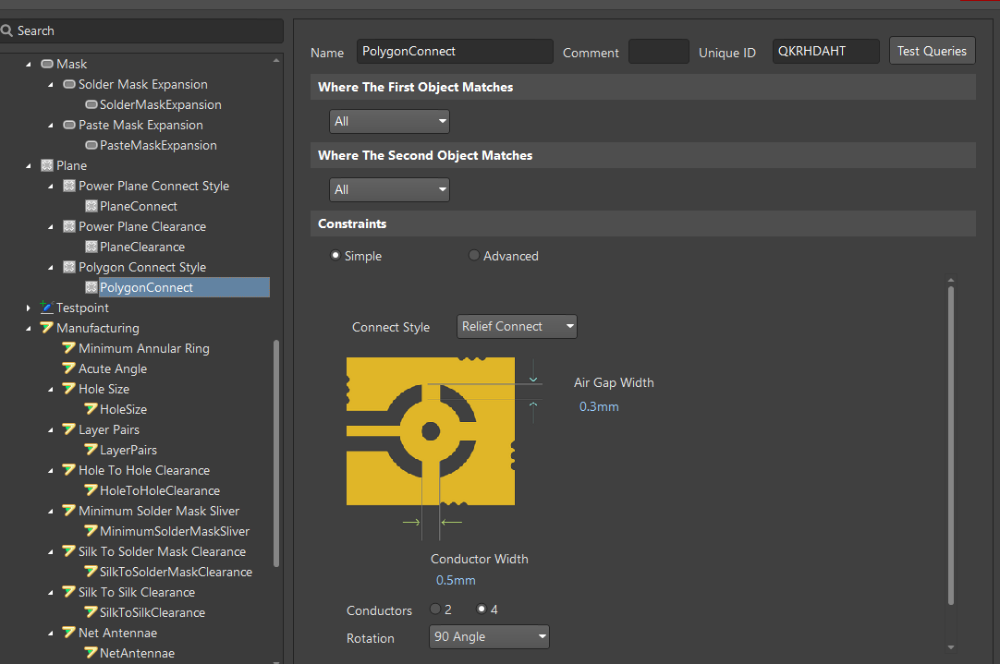 Search
Mask
Solder Mask Expansion
SolderMaskExpansion
Paste Mask Expansion
PasteMaskExpansion
Plane
Power Plane Connect Style
PlaneConnect
Power Plane Clearance
PlaneClearance
Polygon Connect Style
PolygonConnect
Testpoint
Manufacturing
Minimum Annular Ring
Acute Angle
Hole Size
HoleSize
Layer Pairs
LayerPairs
Hole To Hole Clearance
HoleToHoleClearance
Minimum Solder Mask Sliver
MinimumSolderMaskSliver
Silk To Solder Mask Clearance
SilkToSolderMaskClearance
Silk To Silk Clearance
SilkToSilkClearance
Net Antennae
NetAntennae
Name PolygonConnect Comment Unique ID QKRHDAHT Test Queries
Where The First Object Matches
All
Where The Second Object Matches
All
Constraints
Simple Advanced
Connect Style Relief Connect
Air Gap Width
0.3mm
Conductor Width
0.5mm
Conductors 2 4
Rotation 90 Angle